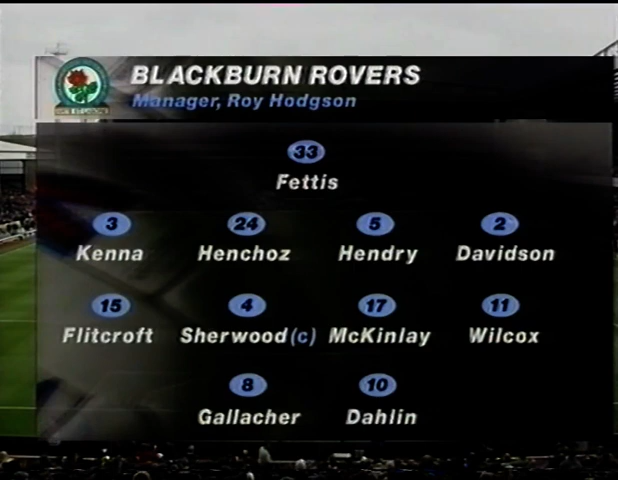 BLACKBURN ROVERS
Manager, Roy Hodgson
33
Fettis
3 24 5 2
Kenna Henchoz Hendry Davidson
15 4 17 11
Flitcroft Sherwood (c) McKinlay Wilcox
8 10
Gallacher Dahlin